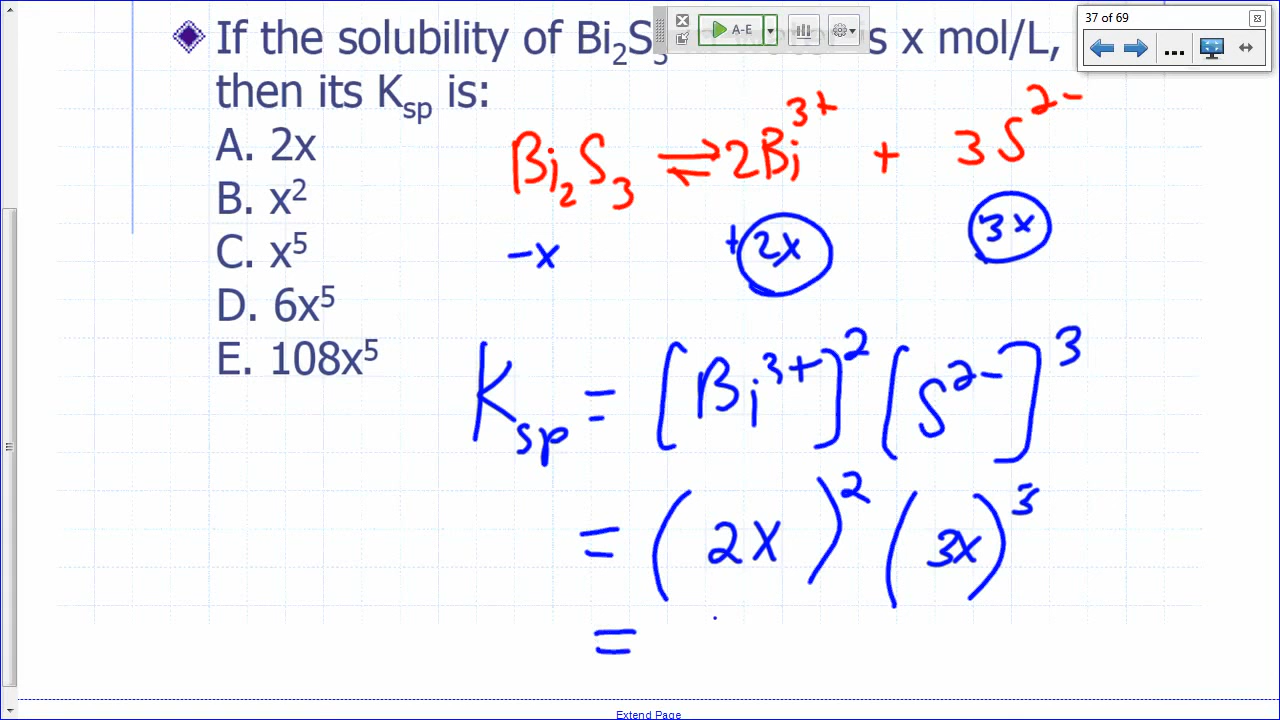 37 of 69
A-E
If the solubility of Bi₂S₃ s x mol/L,
then its Ksp is:
A. 2x
B. x²
C. x⁵
D. 6x⁵
E. 108x⁵
Bi₂S₃ ⇌ 2Bi³⁺ + 3S²⁻
-x +2x 3x
Ksp = [Bi³⁺]² [S²⁻]³
= (2x)² (3x)³
=
Extend Page